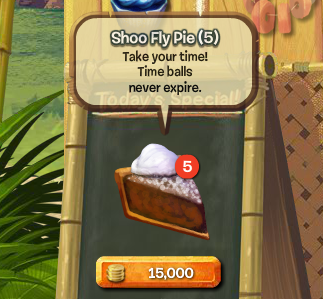 Shoo Fly Pie (5)
Take your time!
Time balls
never expire.
Today's Special!
5
15,000